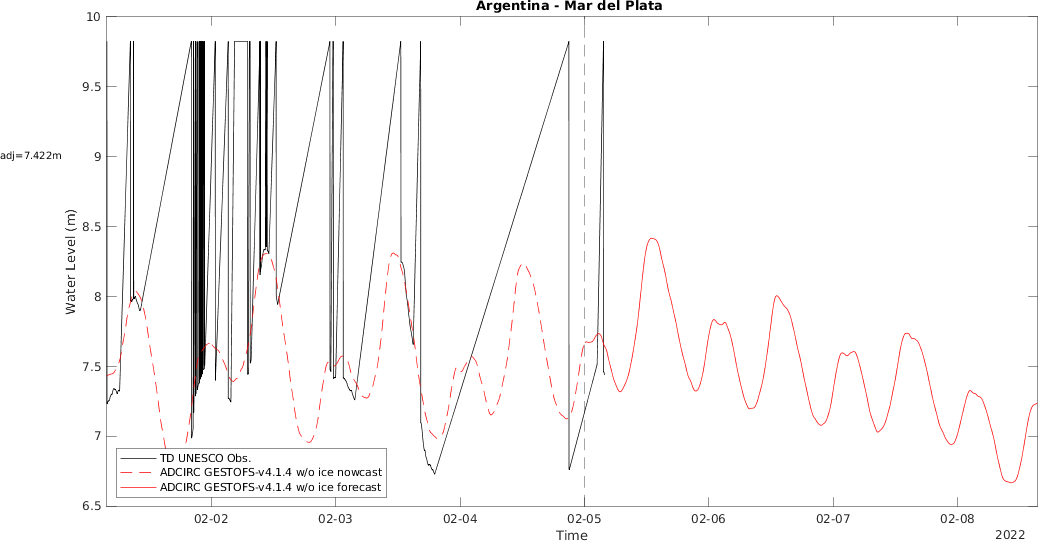 Argentina - Mar del Plata
10
9.5
9
8.5
8
7.5
7
6.5
adj=7.422m
Water Level (m)
TD UNESCO Obs.
ADCIRC GESTOFS-v4.1.4 w/o ice nowcast
ADCIRC GESTOFS-v4.1.4 w/o ice forecast
02-02 02-03 02-04 02-05 02-06 02-07 02-08
Time
2022